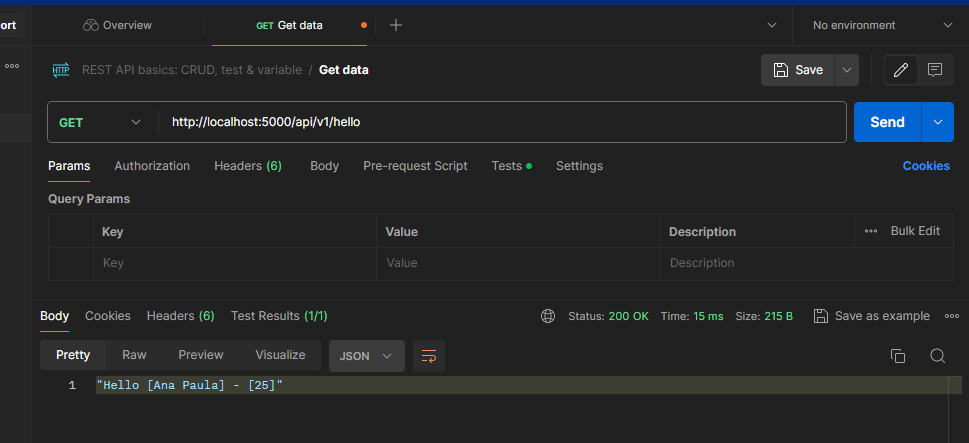 ort
Overview
GET Get data
No environment
HTTP REST API basics: CRUD, test & variable / Get data
Save
GET http://localhost:5000/api/v1/hello
Send
Params Authorization Headers (6) Body Pre-request Script Tests Settings Cookies
Query Params
Key Value Description Bulk Edit
Key Value Description
Body Cookies Headers (6) Test Results (1/1) Status: 200 OK Time: 15 ms Size: 215 B Save as example
Pretty Raw Preview Visualize JSON
1 "Hello [Ana Paula] - [25]"